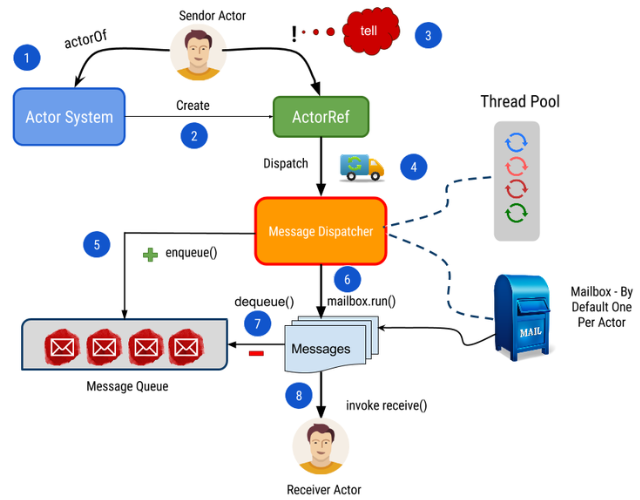 Sendor Actor
actorOf
!
tell
3
1
Actor System
Create
2
ActorRef
Thread Pool
Dispatch
4
Message Dispatcher
5
enqueue()
6
dequeue()
mailbox.run()
7
Messages
MAIL
Mailbox - By
Default One
Per Actor
Message Queue
8
invoke receive()
Receiver Actor